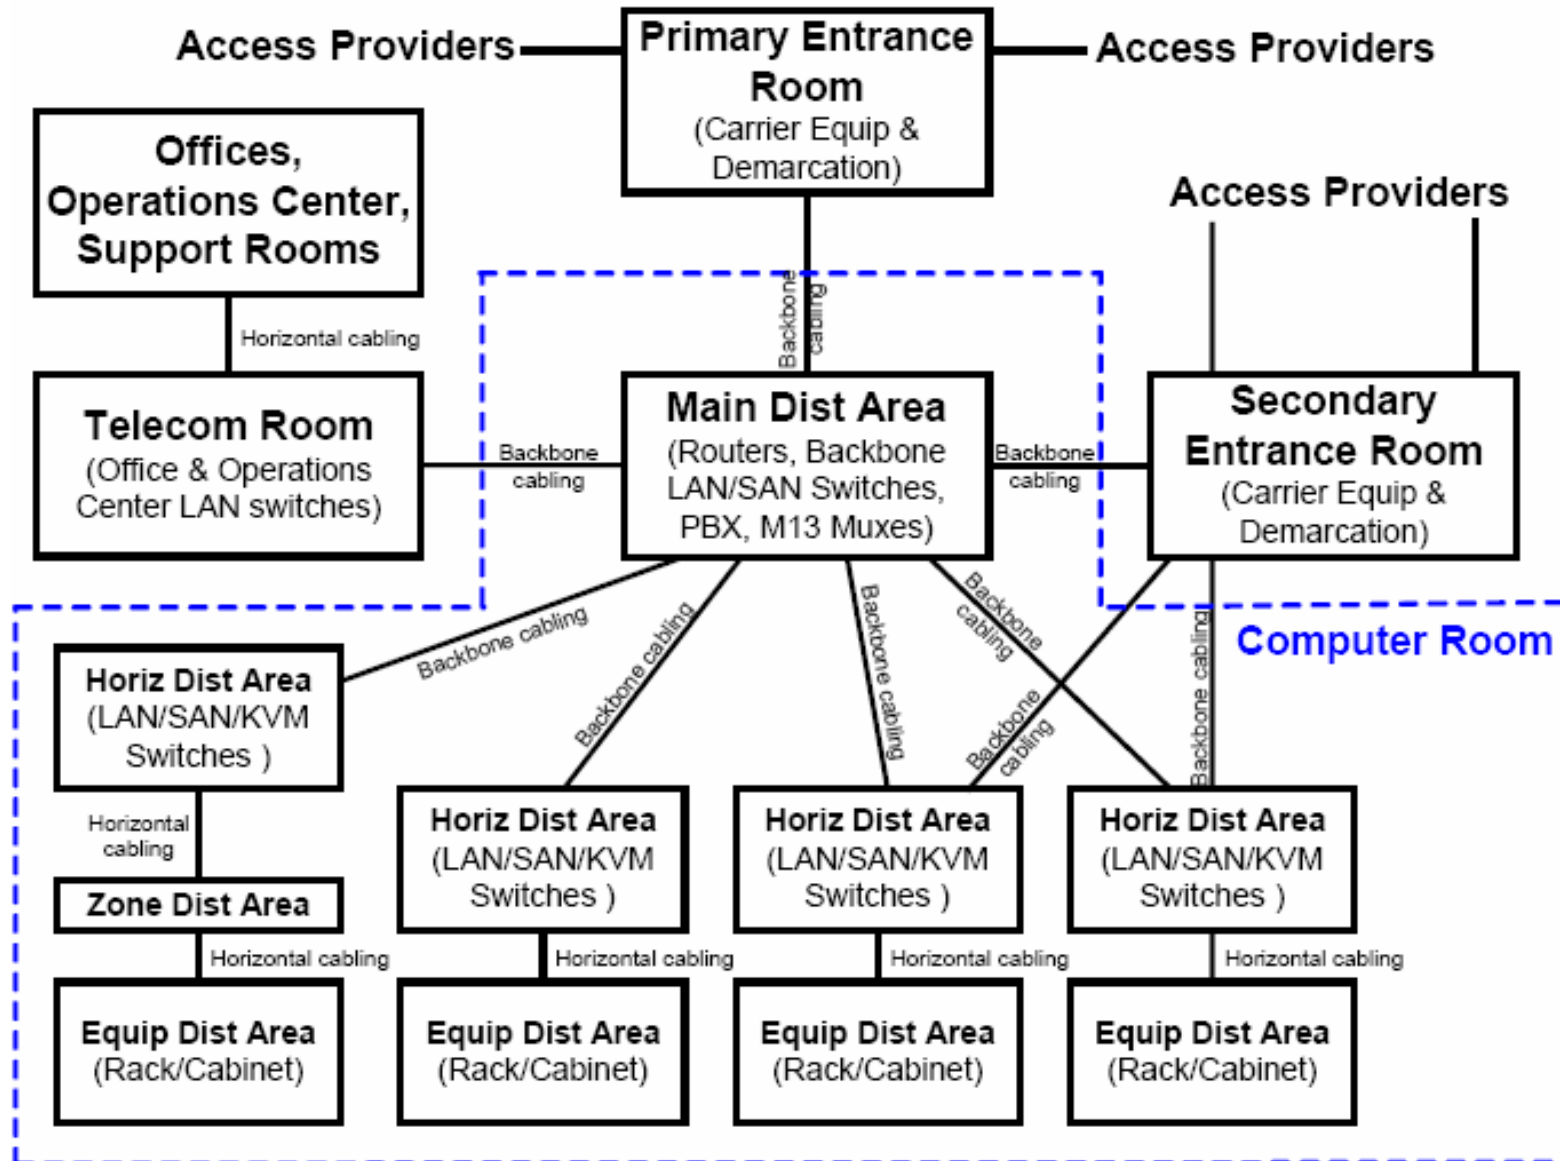 Access Providers
Primary Entrance
Room
(Carrier Equip &
Demarcation)
Access Providers
Offices,
Operations Center,
Support Rooms
Access Providers
Horizontal cabling
Backbone
cabling
Telecom Room
(Office & Operations
Center LAN switches)
Backbone
cabling
Main Dist Area
(Routers, Backbone
LAN/SAN Switches,
PBX, M13 Muxes)
Backbone
cabling
Secondary
Entrance Room
(Carrier Equip &
Demarcation)
Backbone cabling
Backbone cabling
Backbone cabling
Backbone
cabling
Backbone
cabling
Backbone cabling
Computer Room
Horiz Dist Area
(LAN/SAN/KVM
Switches )
Horizontal
cabling
Zone Dist Area
Horizontal cabling
Equip Dist Area
(Rack/Cabinet)
Horiz Dist Area
(LAN/SAN/KVM
Switches )
Horizontal cabling
Equip Dist Area
(Rack/Cabinet)
Horiz Dist Area
(LAN/SAN/KVM
Switches )
Horizontal cabling
Equip Dist Area
(Rack/Cabinet)
Horiz Dist Area
(LAN/SAN/KVM
Switches )
Horizontal cabling
Equip Dist Area
(Rack/Cabinet)